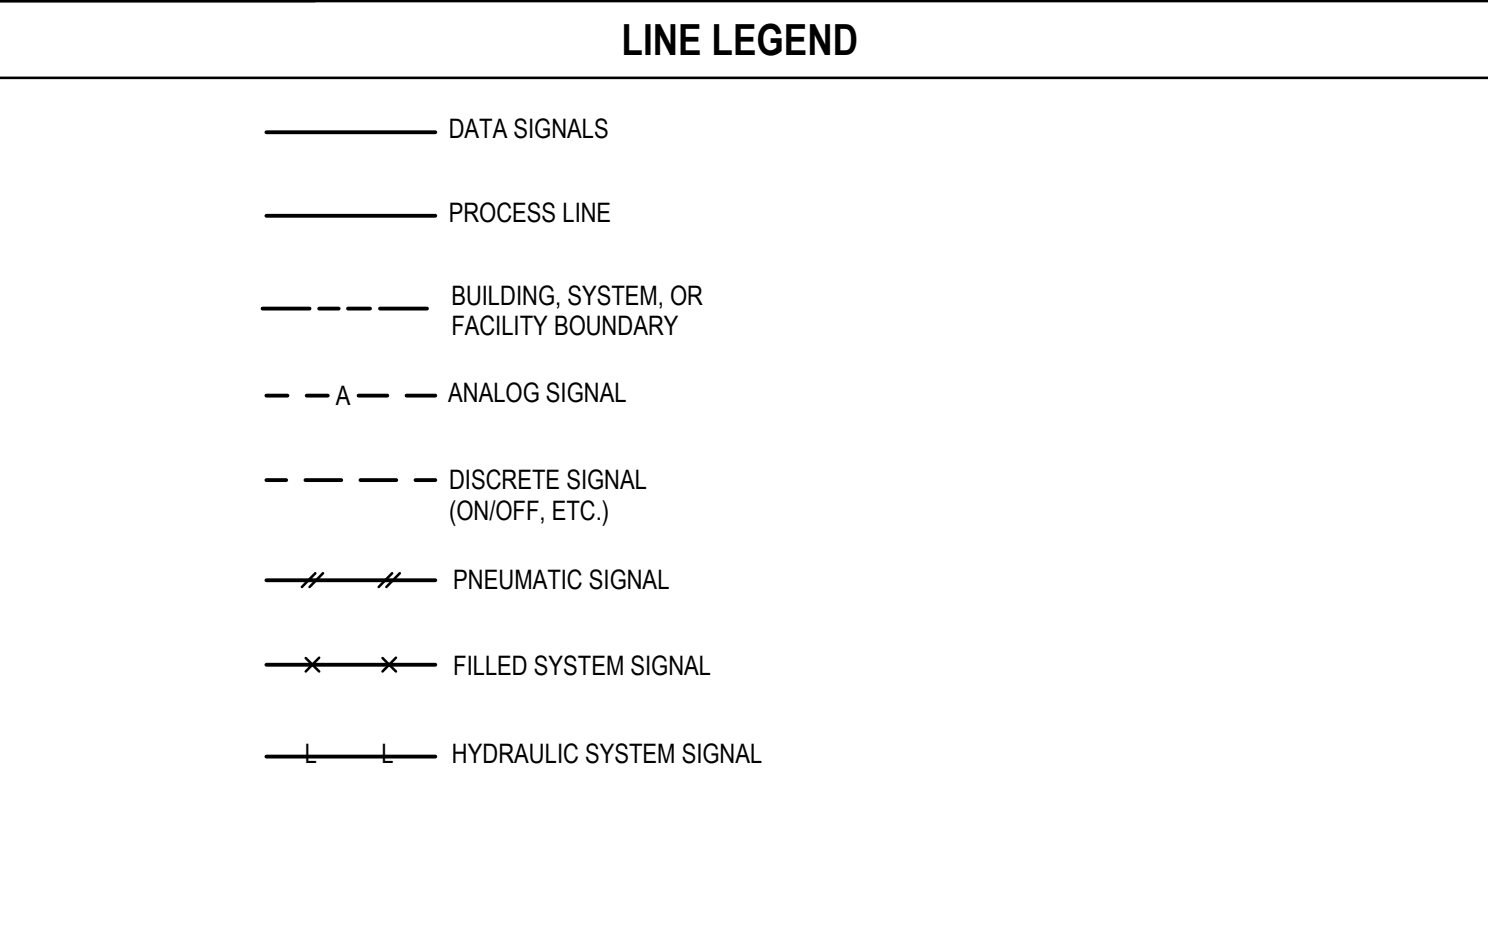 LINE LEGEND
DATA SIGNALS
PROCESS LINE
BUILDING, SYSTEM, OR
FACILITY BOUNDARY
A ANALOG SIGNAL
DISCRETE SIGNAL
(ON/OFF, ETC.)
PNEUMATIC SIGNAL
FILLED SYSTEM SIGNAL
L L HYDRAULIC SYSTEM SIGNAL